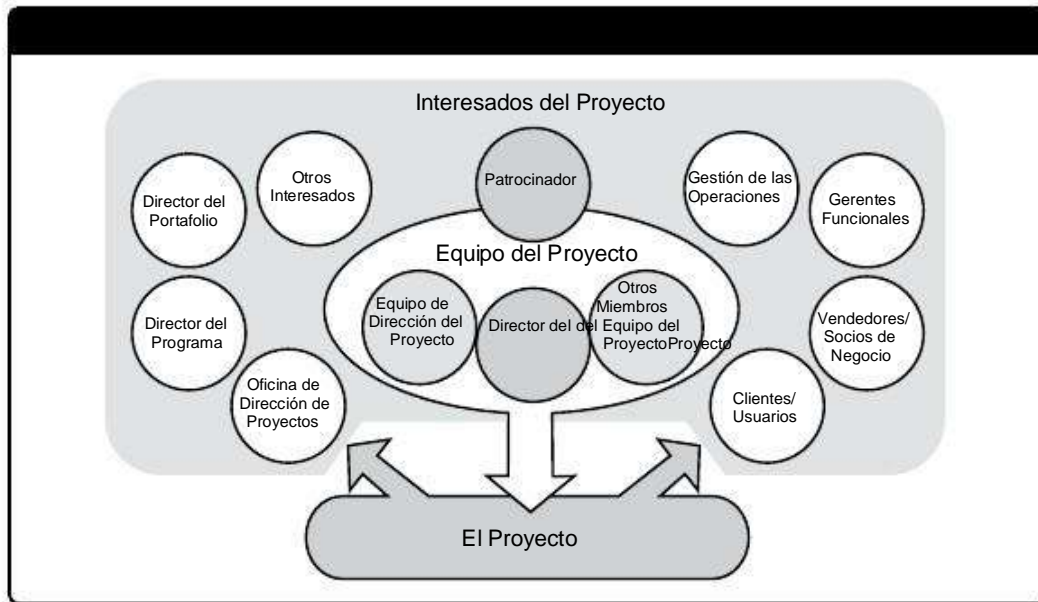 Interesados del Proyecto
Director del
Portafolio
Otros
Interesados
Patrocinador
Gestión de las
Operaciones
Gerentes
Funcionales
Equipo del Proyecto
Director del
Programa
Equipo de
Dirección del
Proyecto
Director del del
Otros
Miembros
Equipo del
ProyectoProyecto
Vendedores/
Socios de
Negocio
Oficina de
Dirección de
Proyectos
Clientes/
Usuarios
El Proyecto